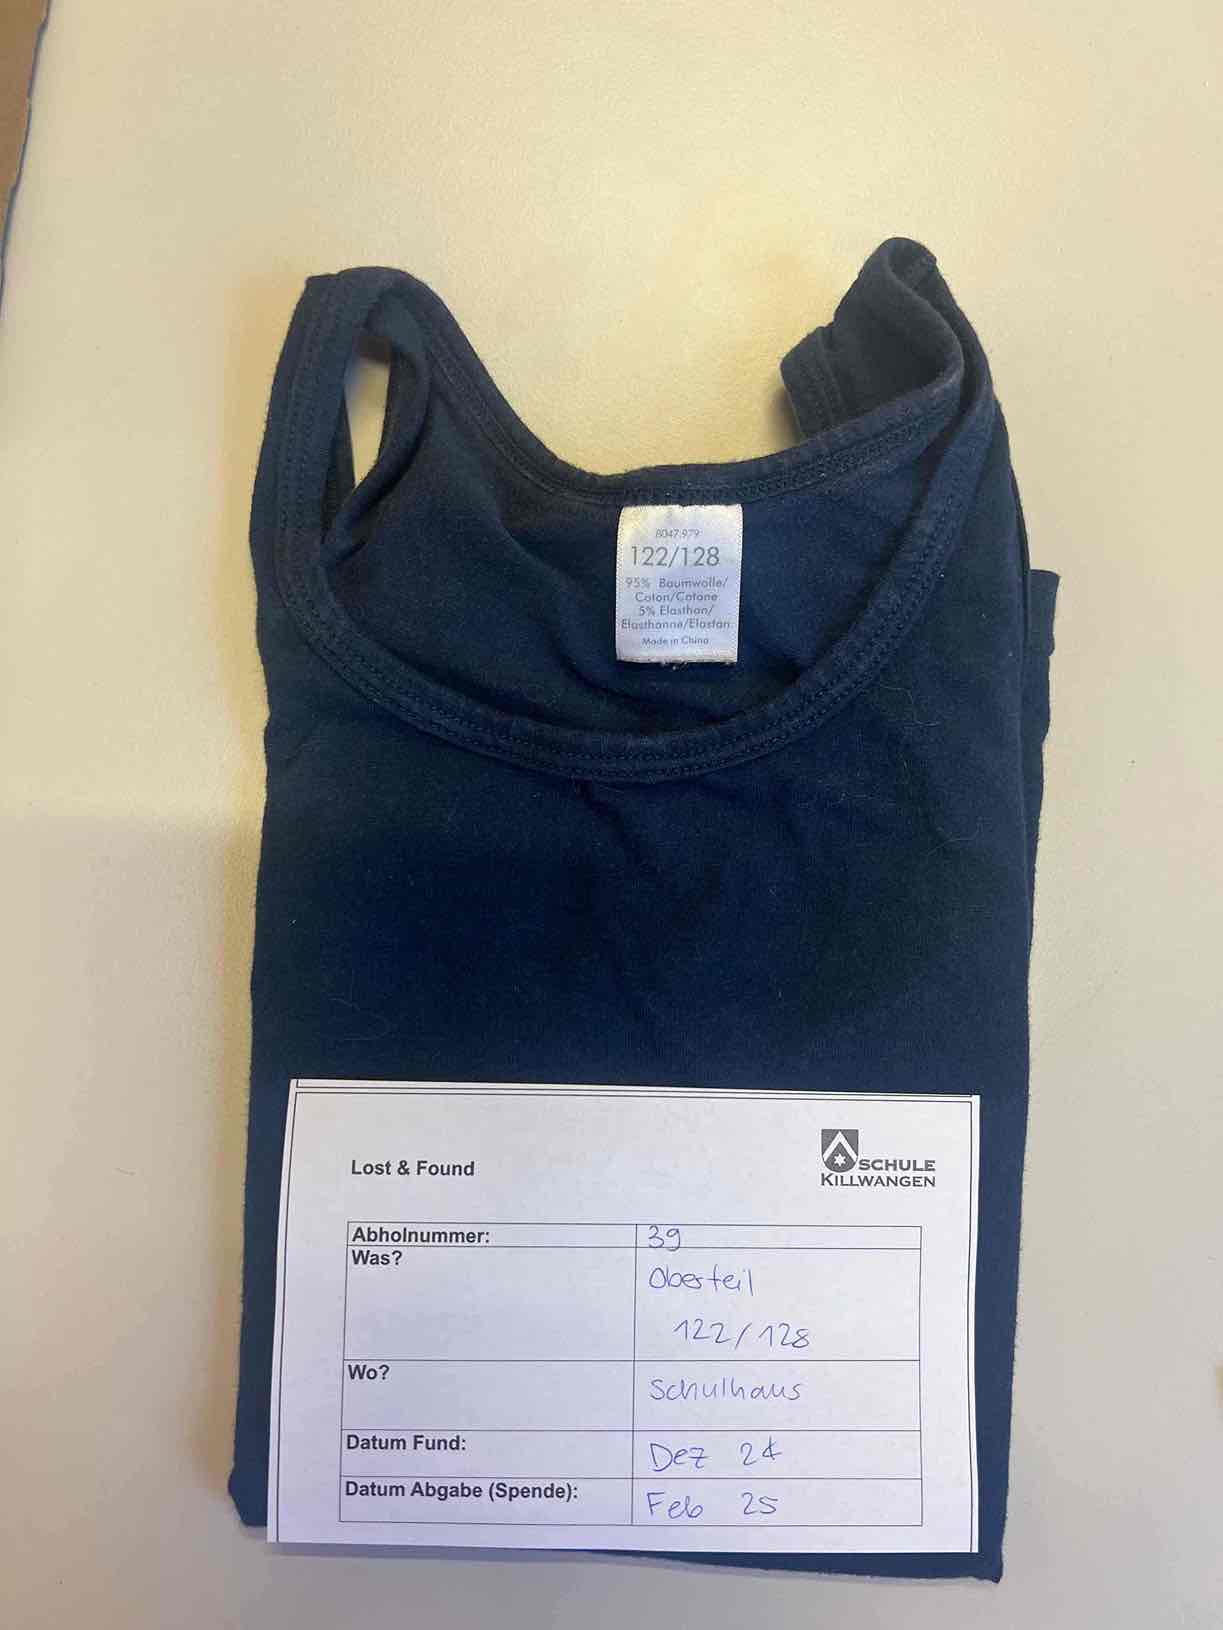 8047.979
122/128
95% Baumwolle/
Coton/Cotone
5% Elasthan/
Elasthanne/Elastan
Made in China
Lost & Found
SCHULE
KILLWANGEN
Abholnummer: 39
Was? Oberteil
122/128
Wo? Schulhaus
Datum Fund: Dez 24
Datum Abgabe (Spende): Feb 25